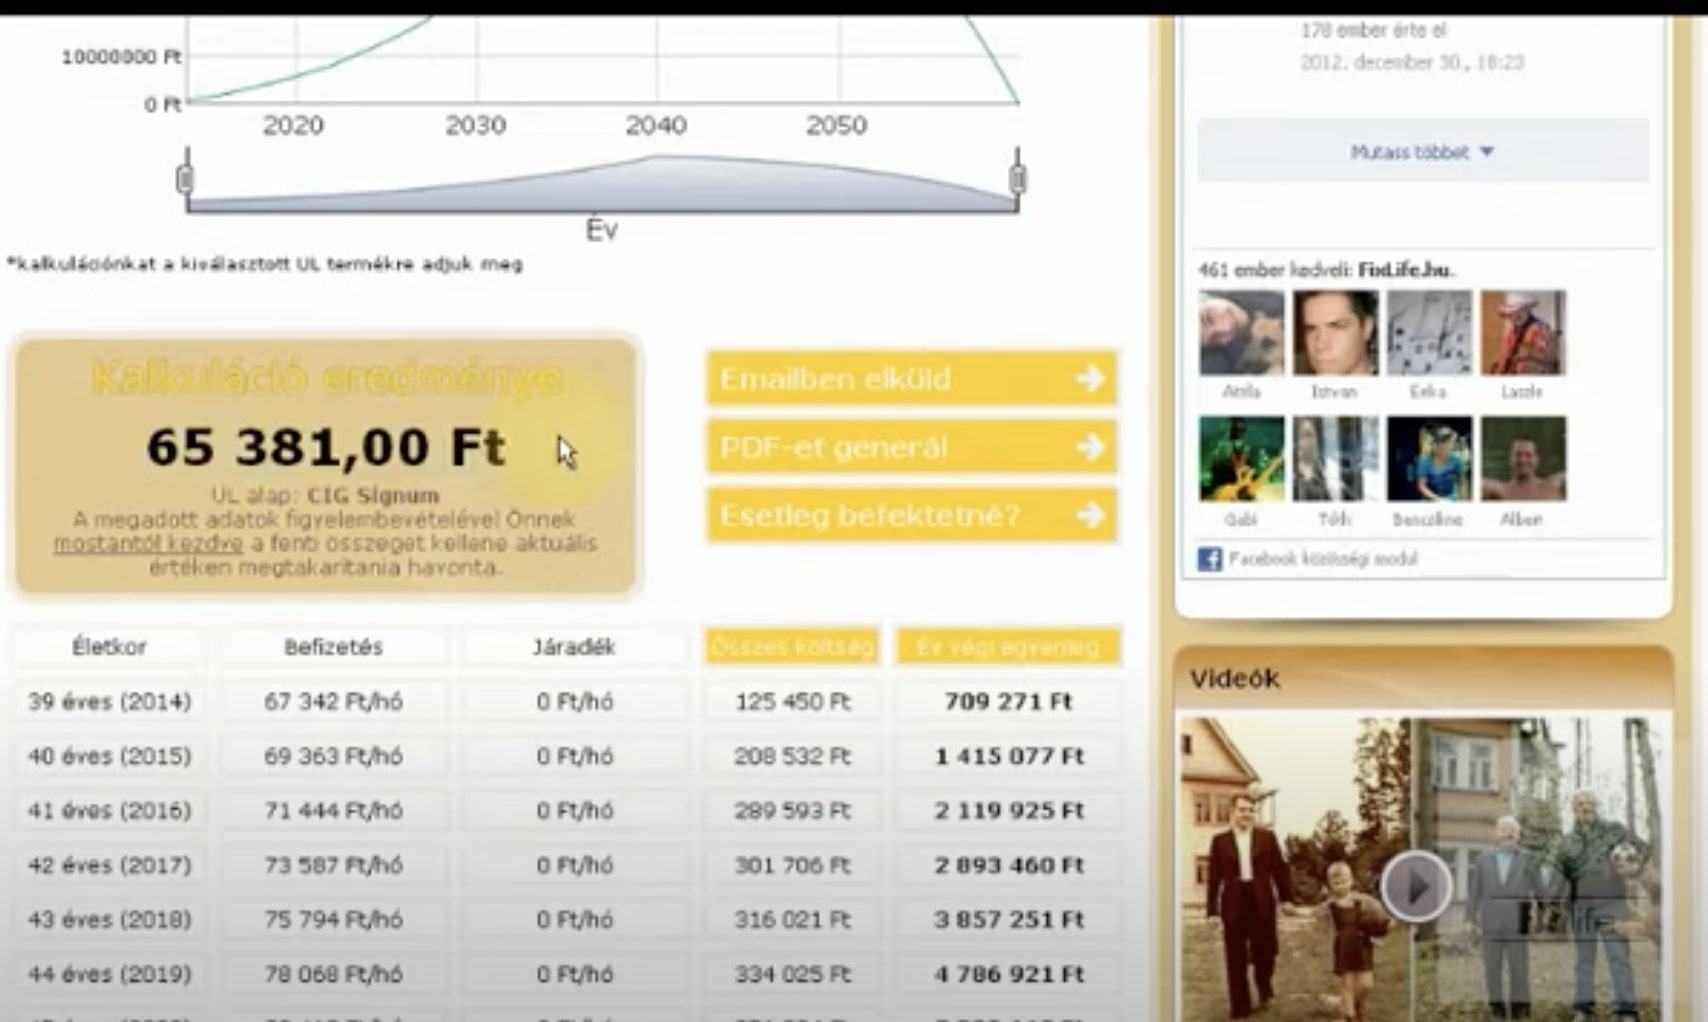 10000000 Ft
0 Ft
2020 2030 2040 2050
Év
*kalkulációnkat a kiválasztott UL termékre adjuk meg
Kalkuláció eredménye
65 381,00 Ft
UL alap: CIG Signum
A megadott adatok figyelembevételével Önnek
mostantól kezdve a fenti összeget kellene aktuális
értéken megtakarítania havonta.
Emailben elküld
PDF-et generál
Esetleg befektetné?
Életkor Befizetés Járadék Összes költség Év végi egyenleg
39 éves (2014) 67 342 Ft/hó 0 Ft/hó 125 450 Ft 709 271 Ft
40 éves (2015) 69 363 Ft/hó 0 Ft/hó 208 532 Ft 1 415 077 Ft
41 éves (2016) 71 444 Ft/hó 0 Ft/hó 289 593 Ft 2 119 925 Ft
42 éves (2017) 73 587 Ft/hó 0 Ft/hó 301 706 Ft 2 893 460 Ft
43 éves (2018) 75 794 Ft/hó 0 Ft/hó 316 021 Ft 3 857 251 Ft
44 éves (2019) 78 068 Ft/hó 0 Ft/hó 334 025 Ft 4 786 921 Ft
178 ember érte el
2012. december 30., 18:23
Mutass többet
461 ember kedveli: FixLife.hu.
Attila Istvan Erika Laszlo
Gabi Tóth Albert
Facebook közösségi modul
Videók